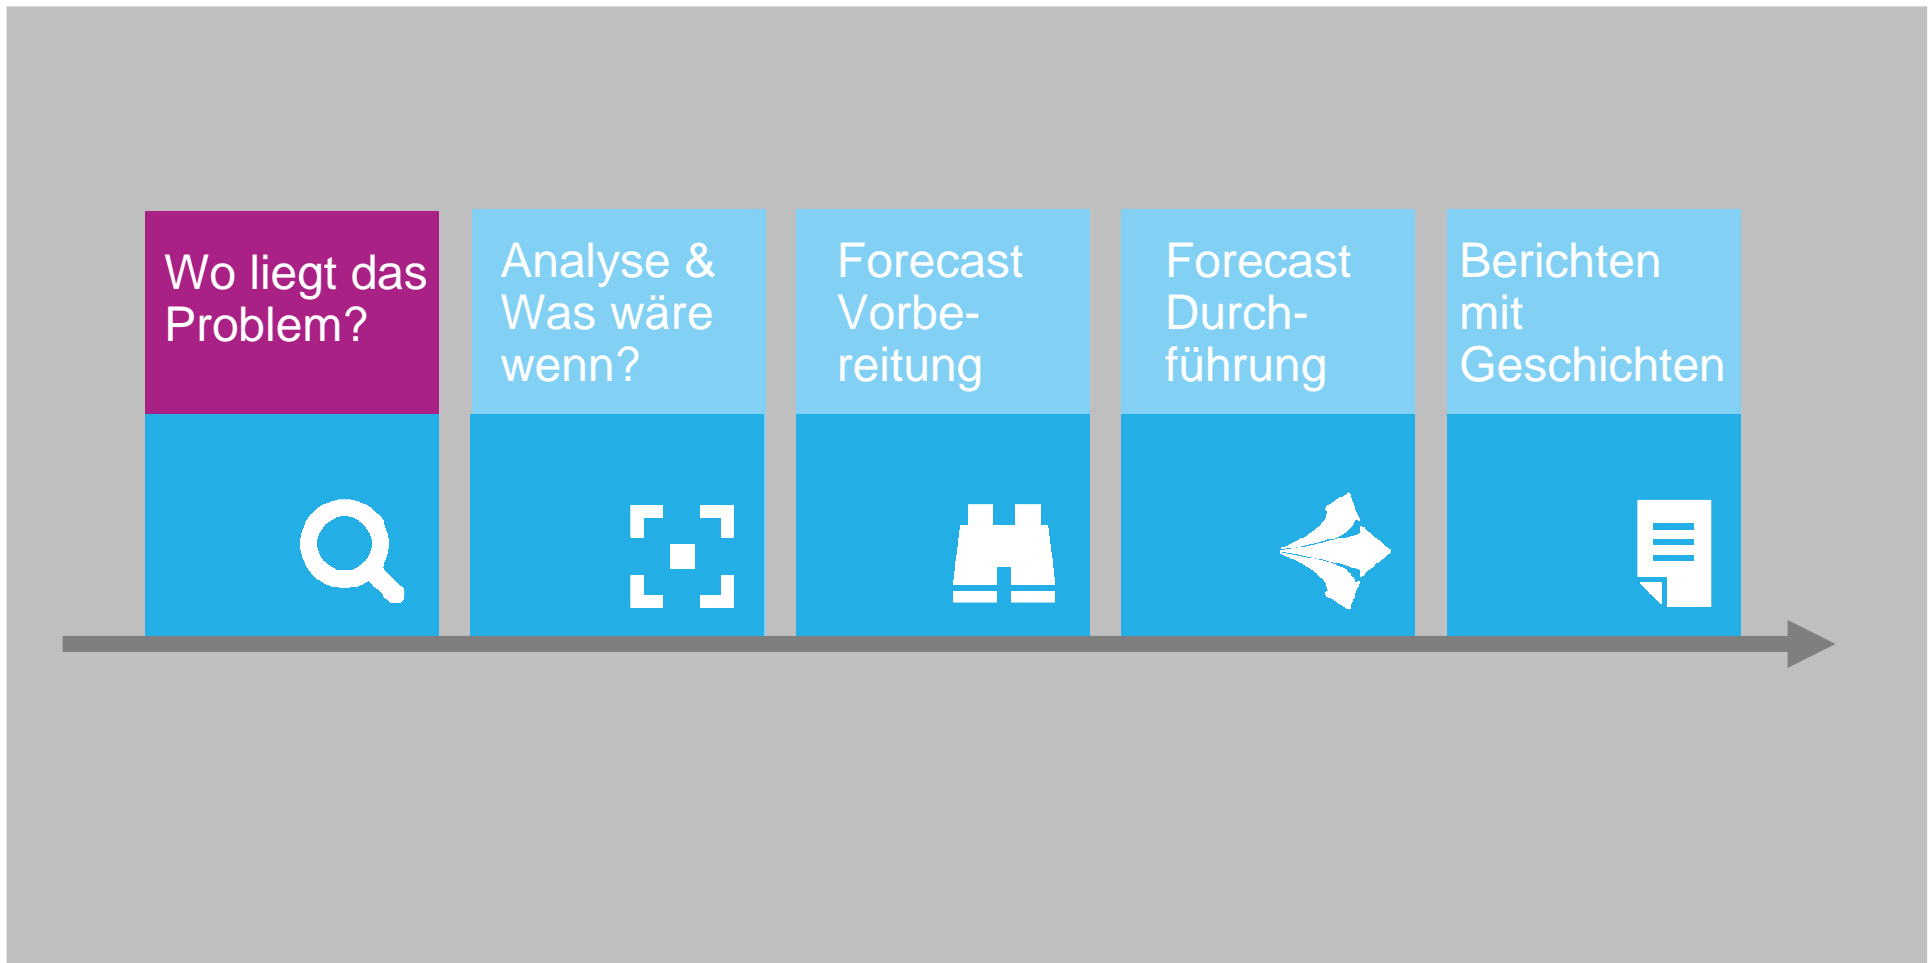 Wo liegt das
Problem?
Analyse &
Was wäre
wenn?
Forecast
Vorbe-
reitung
Forecast
Durch-
führung
Berichten
mit
Geschichten